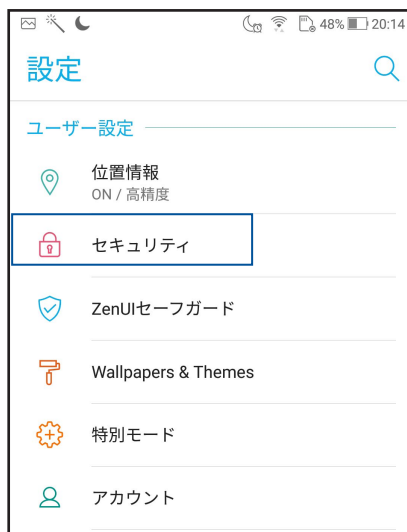 48% 20:14
設定
ユーザー設定
位置情報
ON / 高精度
セキュリティ
ZenUIセーフガード
Wallpapers & Themes
特別モード
アカウント